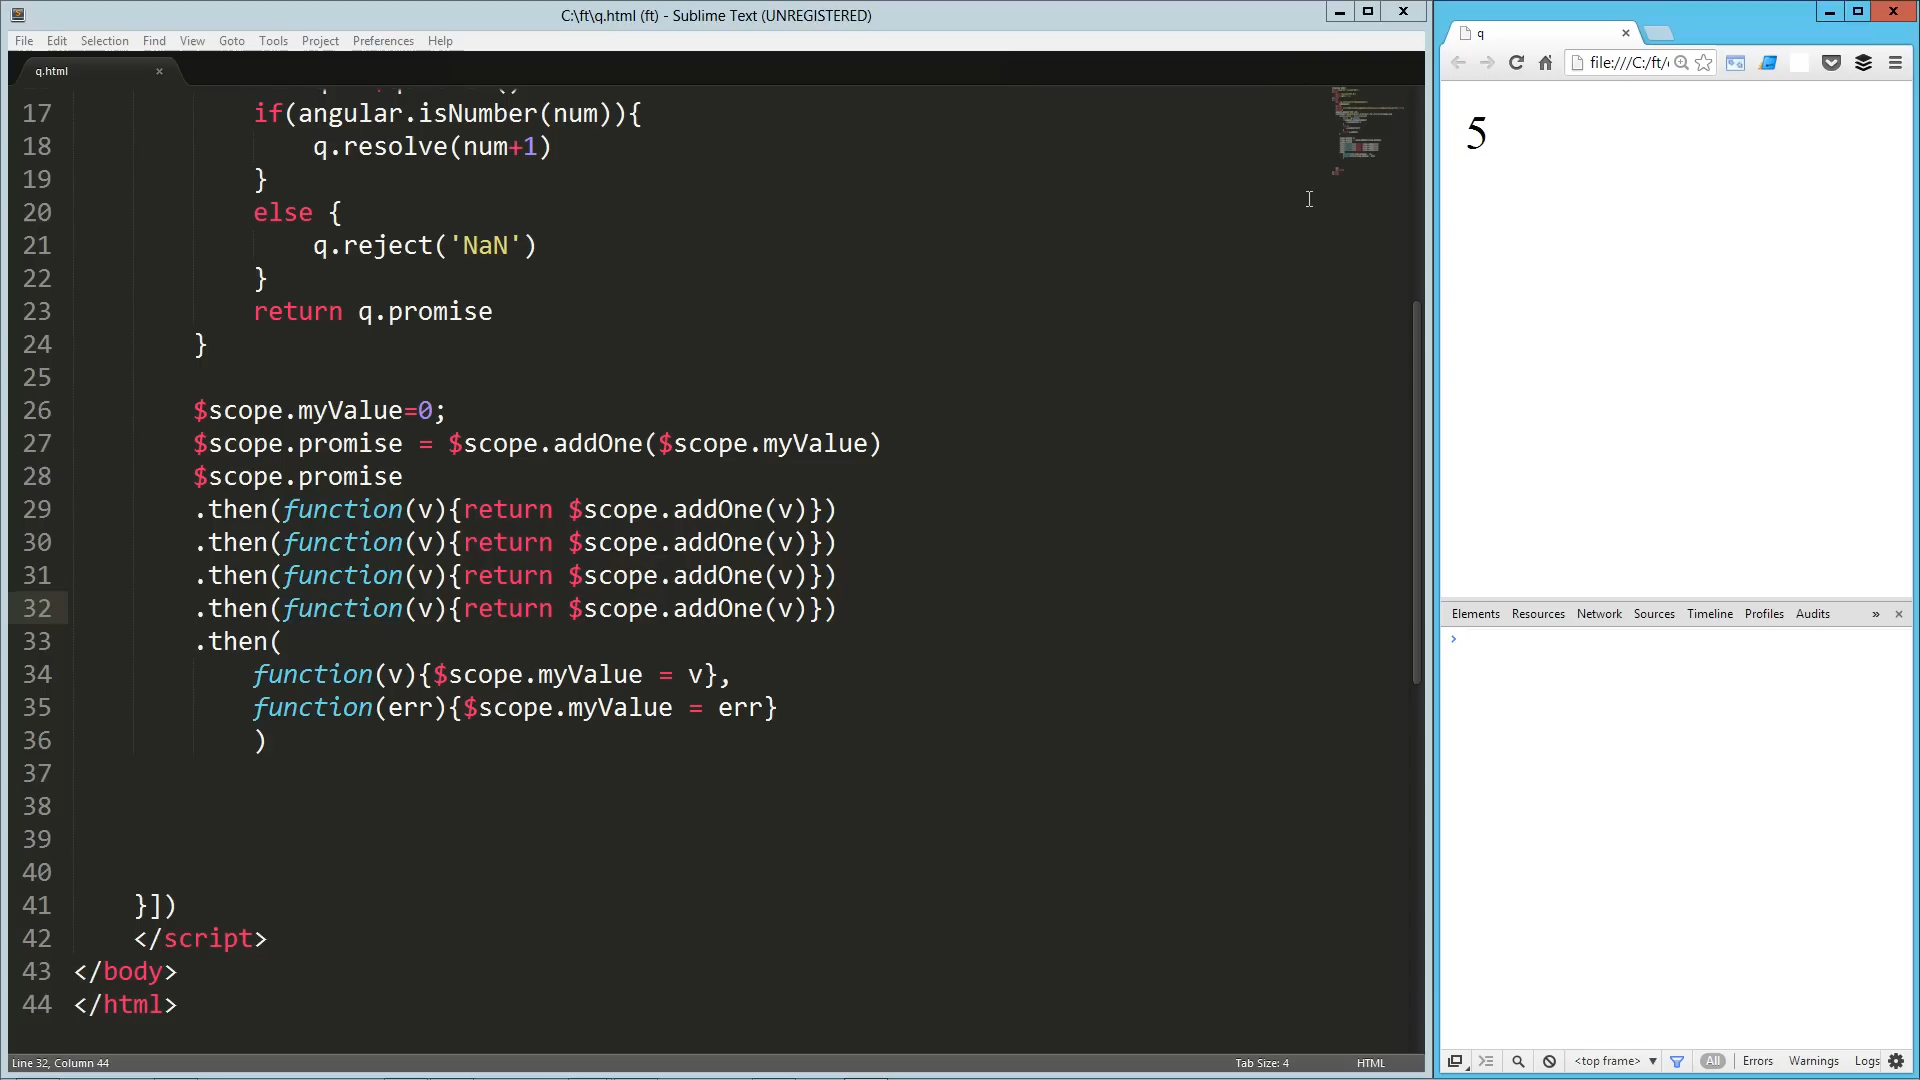 C:\ft\q.html (ft) - Sublime Text (UNREGISTERED)
File Edit Selection Find View Goto Tools Project Preferences Help
q.html
17 if(angular.isNumber(num)){
18 q.resolve(num+1)
19 }
20 else {
21 q.reject('NaN')
22 }
23 return q.promise
24 }
25
26 $scope.myValue=0;
27 $scope.promise = $scope.addOne($scope.myValue)
28 $scope.promise
29 .then(function(v){return $scope.addOne(v)})
30 .then(function(v){return $scope.addOne(v)})
31 .then(function(v){return $scope.addOne(v)})
32 .then(function(v){return $scope.addOne(v)})
33 .then(
34 function(v){$scope.myValue = v},
35 function(err){$scope.myValue = err}
36 )
37
38
39
40
41 }])
42 </script>
43 </body>
44 </html>
Line 32, Column 44
Tab Size: 4
HTML
q
file:///C:/ft/
5
Elements Resources Network Sources Timeline Profiles Audits » ×
>
<top frame> ▼ All Errors Warnings Logs